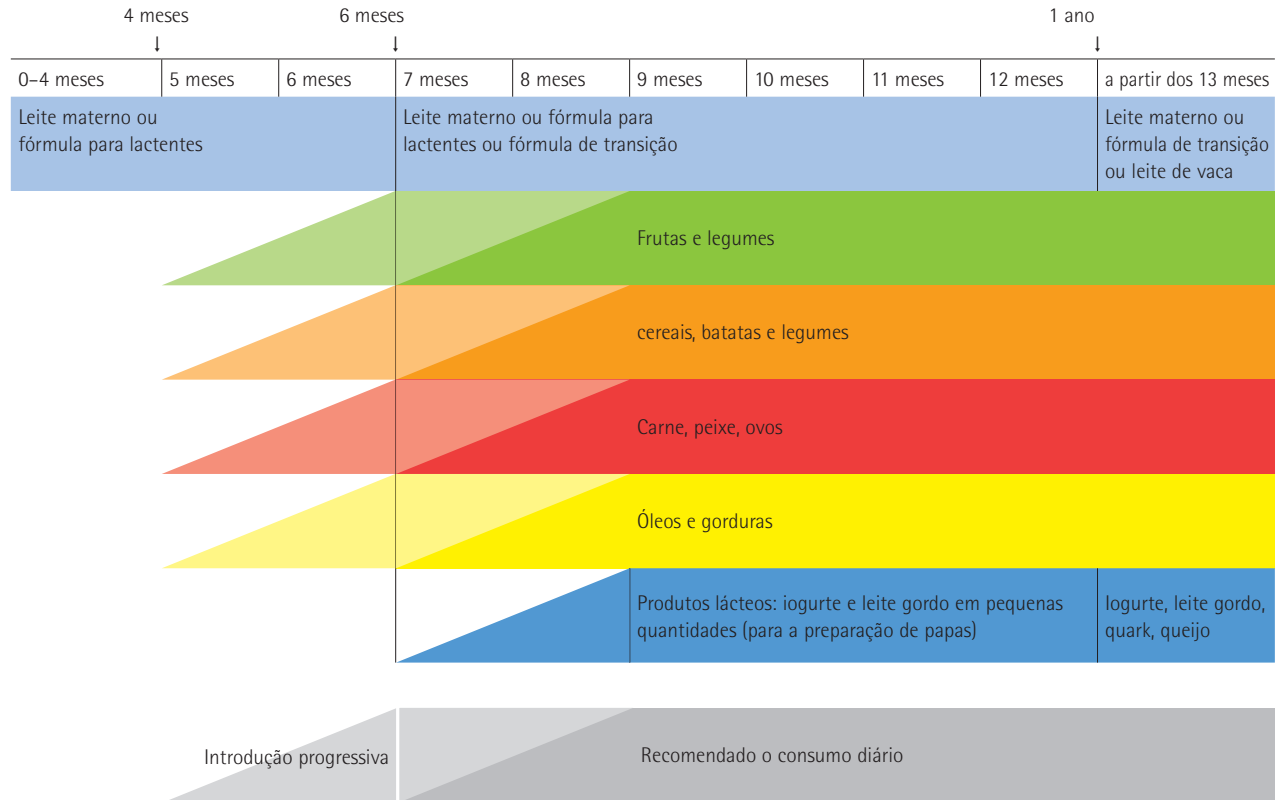 4 meses
6 meses
1 ano
0–4 meses
5 meses
6 meses
7 meses
8 meses
9 meses
10 meses
11 meses
12 meses
a partir dos 13 meses
Leite materno ou
fórmula para lactentes
Leite materno ou fórmula para
lactentes ou fórmula de transição
Leite materno ou
fórmula de transição
ou leite de vaca
Frutas e legumes
cereais, batatas e legumes
Carne, peixe, ovos
Óleos e gorduras
Produtos lácteos: iogurte e leite gordo em pequenas
quantidades (para a preparação de papas)
Iogurte, leite gordo,
quark, queijo
Introdução progressiva
Recomendado o consumo diário